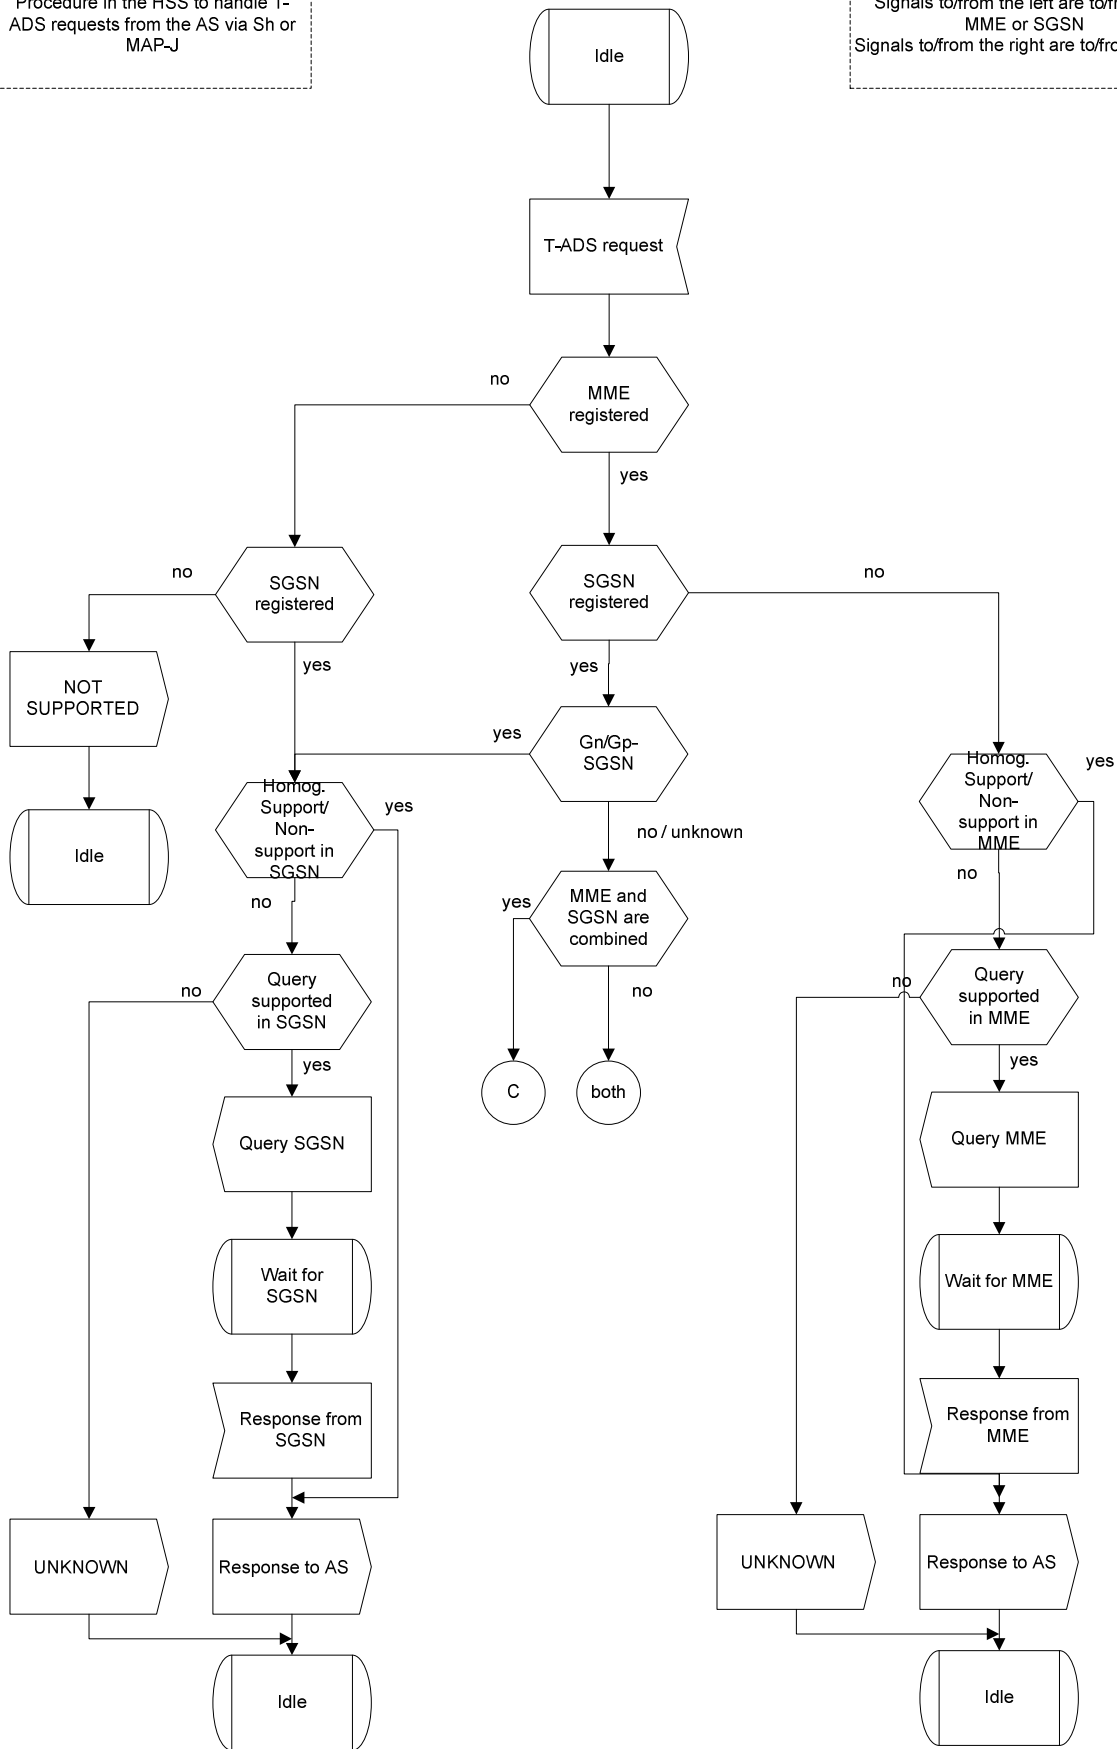 Procedure in the HSS to handle T-
ADS requests from the AS via Sh or
MAP-J
Signals to/from the left are
MME or SGSN
Signals to/from the right are
Idle
T-ADS request
no
MME
registered
yes
no
SGSN
registered
SGSN
registered
no
yes
yes
NOT
SUPPORTED
yes
Gn/Gp-
SGSN
Homog.
Support/
Non-
support in
SGSN
yes
Homog.
Support/
Non-
support in
MME
yes
no / unknown
Idle
no
yes
MME and
SGSN are
combined
no
no
Query
supported
in SGSN
no
no
Query
supported
in MME
yes
yes
C
both
Query SGSN
Query MME
Wait for
SGSN
Wait for MME
Response from
SGSN
Response from
MME
UNKNOWN
Response to AS
UNKNOWN
Response to AS
Idle
Idle